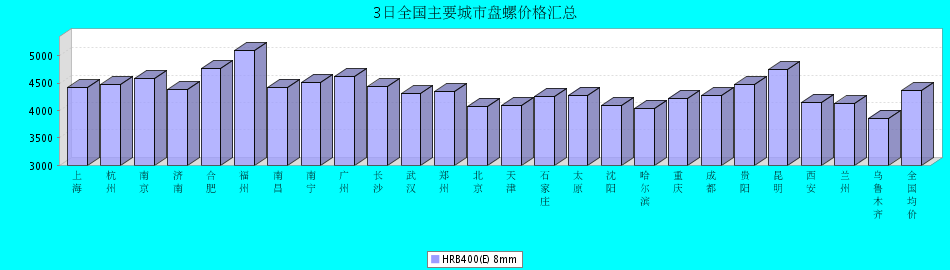 3日全国主要城市盘螺价格汇总
5000
4500
4000
3500
3000
上海
杭州
南京
济南
合肥
福州
南昌
南宁
广州
长沙
武汉
郑州
北京
天津
石家庄
太原
沈阳
哈尔滨
重庆
成都
贵阳
昆明
西安
兰州
乌鲁木齐
全国均价
HRB400(E) 8mm